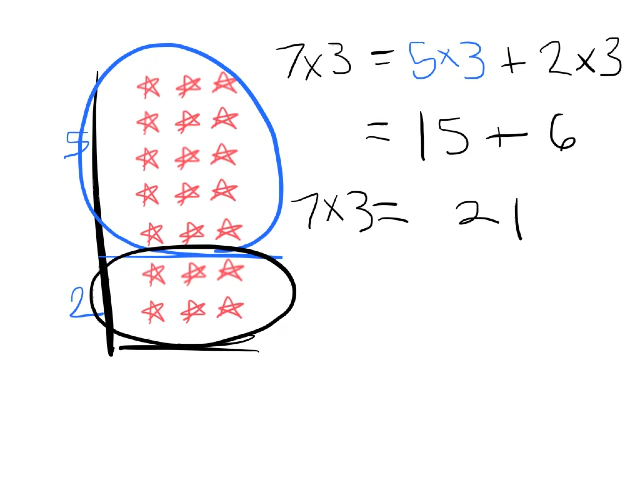 7x3 = 5x3 + 2x3
= 15 + 6
7x3 = 21
5
2